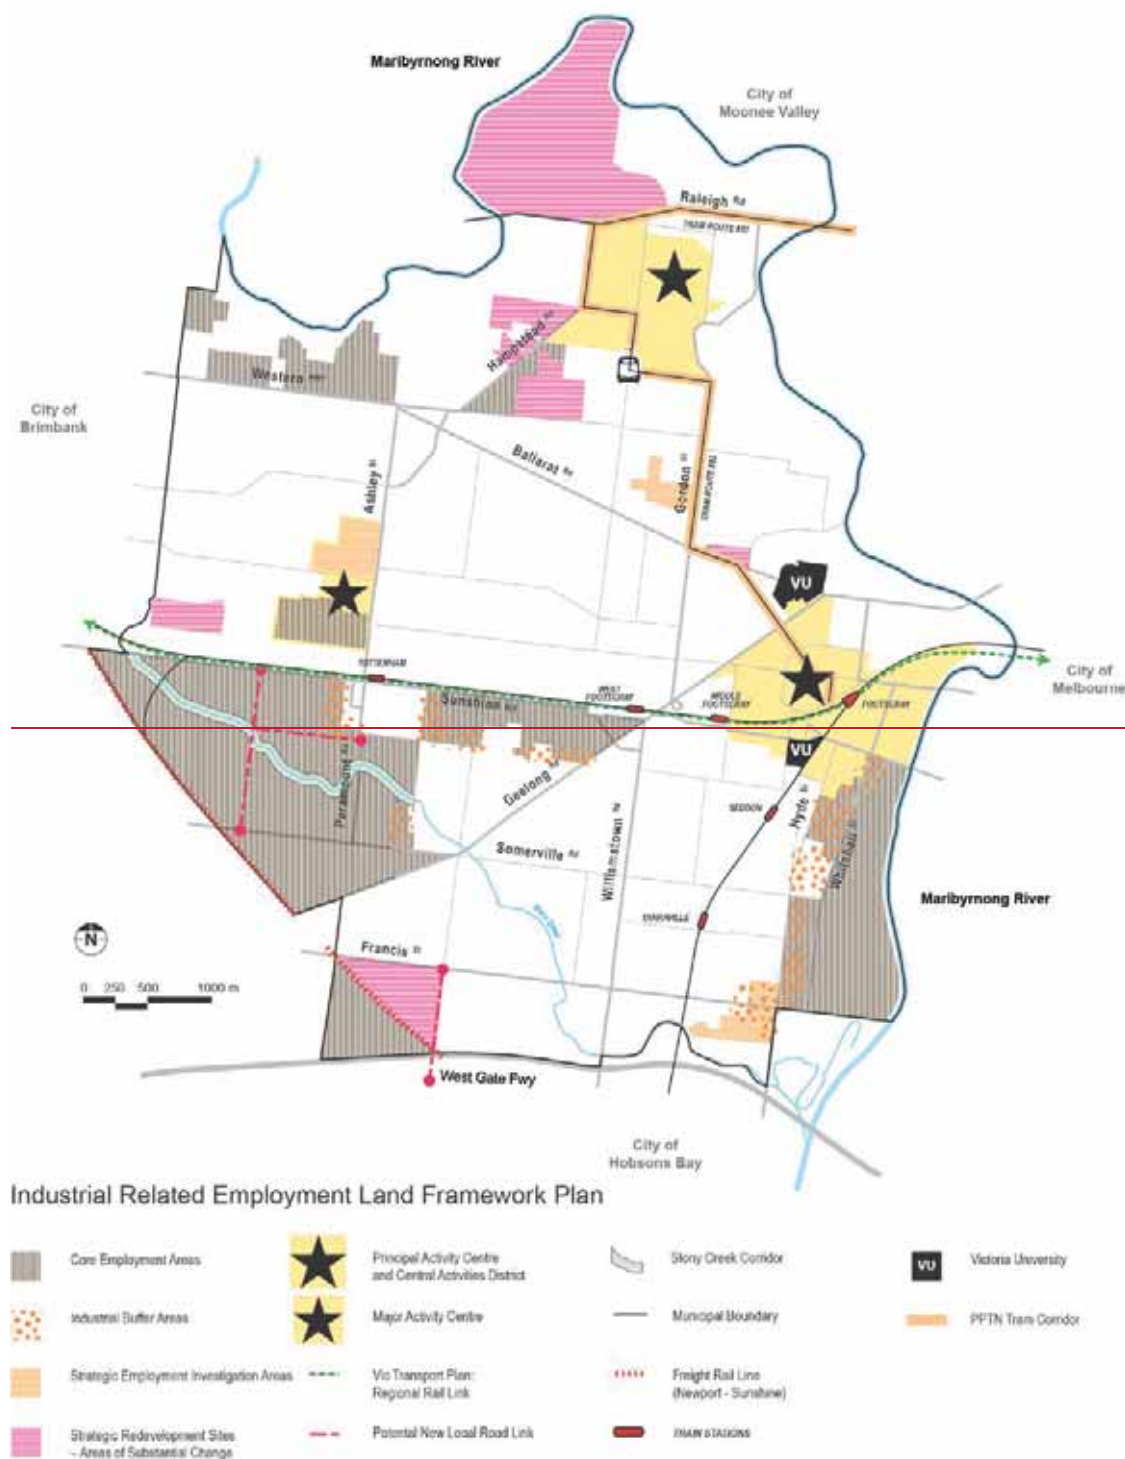 Maribyrnong River
City of
Moonee Valley
Raleigh Rd
TRAM ROUTE
Hampstead Rd
Western
City of
Brimbank
Ballarat Rd
Ashley St
Gordon St
TRAM ROUTE
VU
TOTTENHAM
Sunshine Rd
WEST
FOOTSCRAY
MIDDLE
FOOTSCRAY
FOOTSCRAY
City of
Melbourne
VU
Paramount Rd
Geelong Rd
SEDDON
Hyde St
Somerville Rd
Williamstown Rd
Whitehall St
YARRAVILLE
Maribyrnong River
N
Francis St
0 250 500 1000 m
West Gate Fwy
City of
Hobsons Bay
Industrial Related Employment Land Framework Plan
Core Employment Areas
Industrial Buffer Areas
Strategic Employment Investigation Areas
Strategic Redevelopment Sites
- Areas of Substantial Change
Principal Activity Centre
and Central Activities District
Major Activity Centre
Vic Transport Plan:
Regional Rail Link
Potental New Local Road Link
Stony Creek Corridor
Municipal Boundary
Freight Rail Line
(Newport - Sunshine)
TRAIN STATIONS
VU
Victoria University
PPTN Tram Corridor